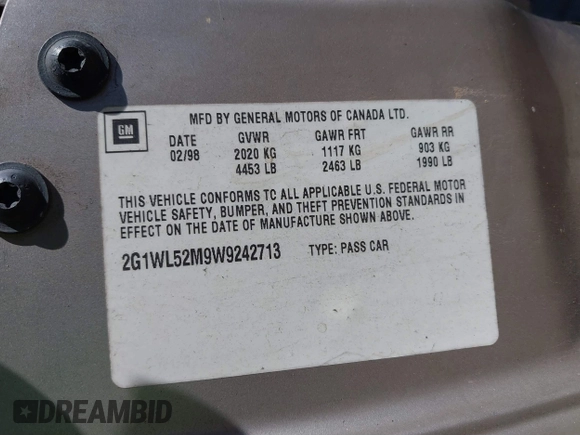 MFD BY GENERAL MOTORS OF CANADA LTD.
GM
DATE GVWR GAWR FRT GAWR RR
02/98 2020 KG 1117 KG 903 KG
4453 LB 2463 LB 1990 LB
THIS VEHICLE CONFORMS TO ALL APPLICABLE U.S. FEDERAL MOTOR
VEHICLE SAFETY, BUMPER, AND THEFT PREVENTION STANDARDS IN
EFFECT ON THE DATE OF MANUFACTURE SHOWN ABOVE.
2G1WL52M9W9242713 TYPE: PASS CAR
DREAMBID